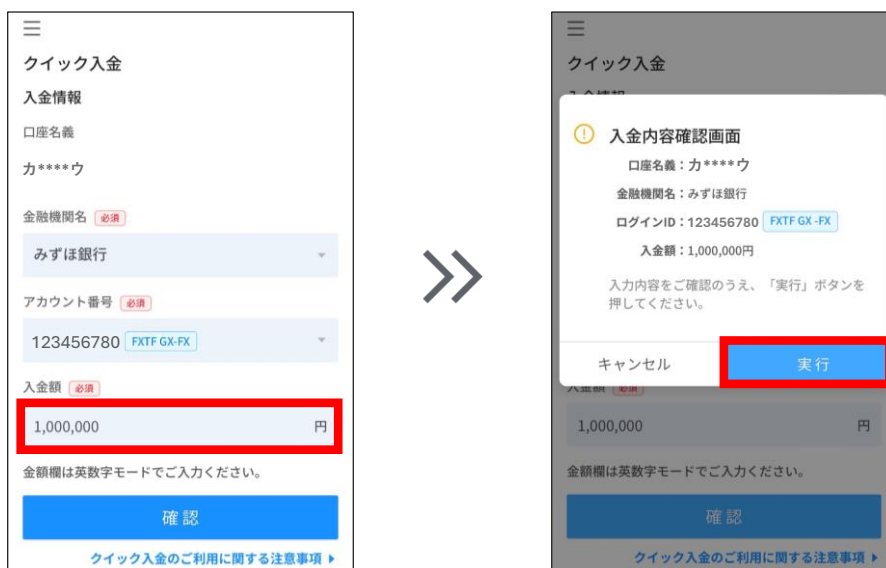 クイック入金
入金情報
口座名義
カ****ウ
金融機関名 必須
みずほ銀行
アカウント番号 必須
123456780 FXTF GX-FX
入金額 必須
1,000,000 円
金額欄は英数字モードでご入力ください。
確認
クイック入金のご利用に関する注意事項
クイック入金
入金内容確認画面
口座名義：カ****ウ
金融機関名：みずほ銀行
ログインID：123456780 FXTF GX -FX
入金額：1,000,000円
入力内容をご確認のうえ、「実行」ボタンを
押してください。
キャンセル 実行
入金額 必須
1,000,000 円
金額欄は英数字モードでご入力ください。
確認
クイック入金のご利用に関する注意事項